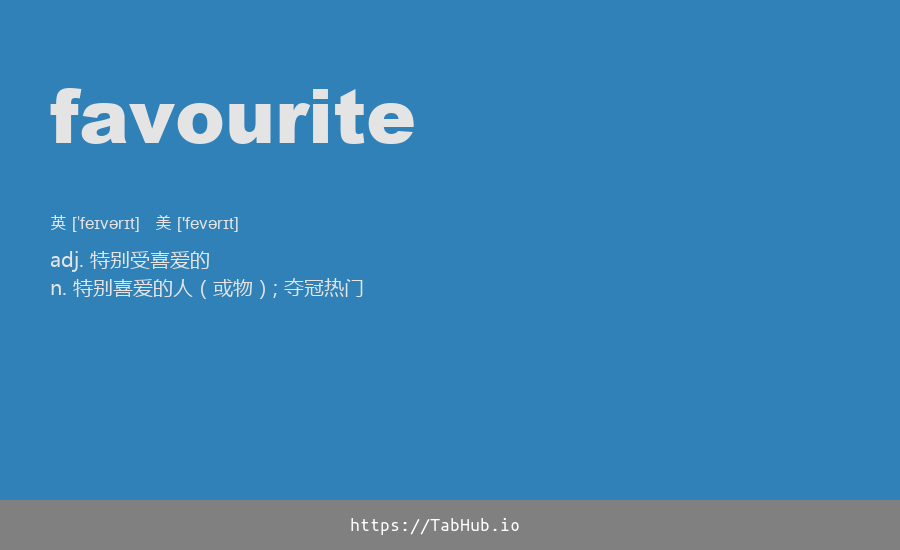 favourite
英 [ˈfeɪvərɪt] 美 [ˈfevərɪt]
adj. 特别受喜爱的
n. 特别喜爱的人（或物）; 夺冠热门
https://TabHub.io